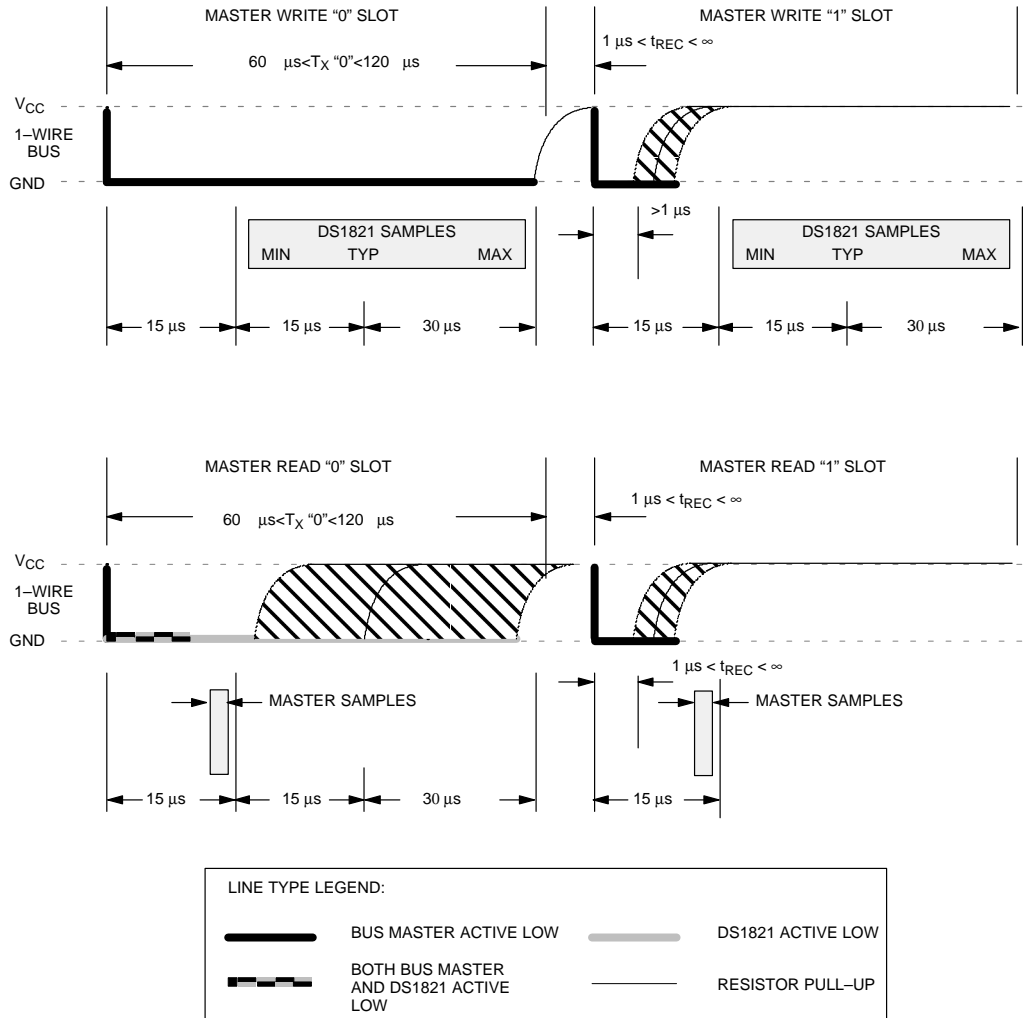 MASTER WRITE “0” SLOT
MASTER WRITE “1” SLOT
60 μs<TX “0”<120 μs
1 μs < tREC < ∞
VCC
1–WIRE
BUS
GND
>1 μs
DS1821 SAMPLES
MIN TYP MAX
DS1821 SAMPLES
MIN TYP MAX
15 μs 15 μs 30 μs
15 μs 15 μs 30 μs
MASTER READ “0” SLOT
MASTER READ “1” SLOT
60 μs<TX “0”<120 μs
1 μs < tREC < ∞
VCC
1–WIRE
BUS
GND
1 μs < tREC < ∞
MASTER SAMPLES
MASTER SAMPLES
15 μs 15 μs 30 μs
15 μs
LINE TYPE LEGEND:
BUS MASTER ACTIVE LOW
DS1821 ACTIVE LOW
BOTH BUS MASTER
AND DS1821 ACTIVE
LOW
RESISTOR PULL–UP